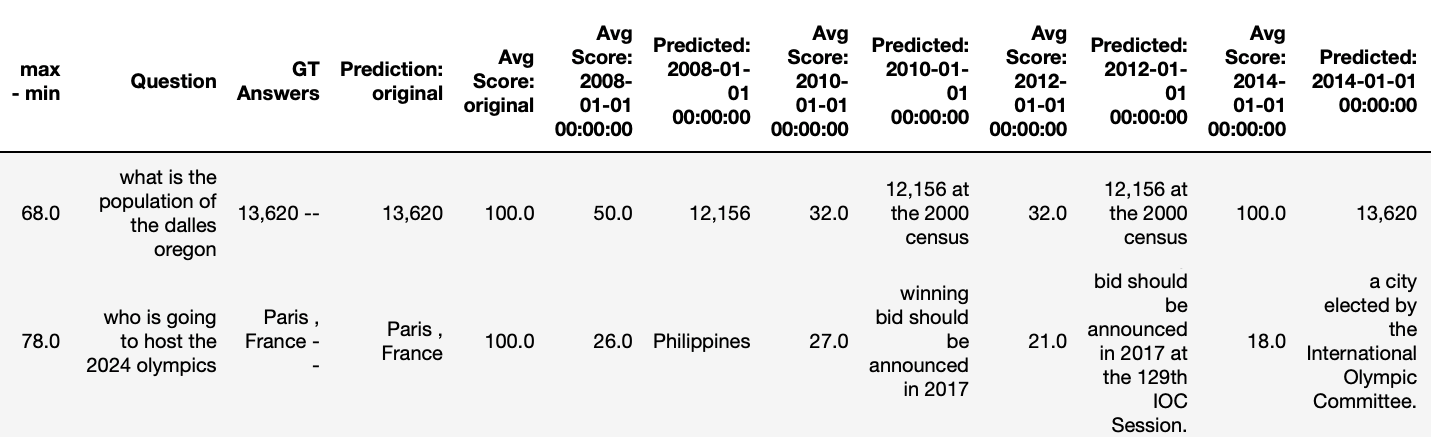 max - min Question GT Answers Prediction: original Avg Score: original Avg Score: 2008-01-01 00:00:00 Predicted: 2008-01-01 00:00:00 Avg Score: 2010-01-01 00:00:00 Predicted: 2010-01-01 00:00:00 Avg Score: 2012-01-01 00:00:00 Predicted: 2012-01-01 00:00:00 Avg Score: 2014-01-01 00:00:00 Predicted: 2014-01-01 00:00:00
68.0 what is the population of the dalles oregon 13,620 -- 13,620 100.0 50.0 12,156 32.0 12,156 at the 2000 census 32.0 12,156 at the 2000 census 100.0 13,620
78.0 who is going to host the 2024 olympics Paris , France -- Paris , France 100.0 26.0 Philippines 27.0 winning bid should be announced in 2017 21.0 bid should be announced in 2017 at the 129th IOC Session. 18.0 a city elected by the International Olympic Committee.